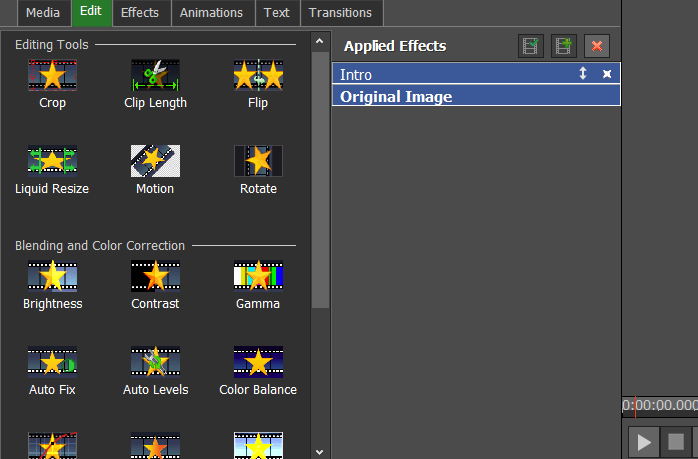 Media Edit Effects Animations Text Transitions
Editing Tools
Crop Clip Length Flip
Liquid Resize Motion Rotate
Blending and Color Correction
Brightness Contrast Gamma
Auto Fix Auto Levels Color Balance
Applied Effects
Intro
Original Image
0:00:00.000